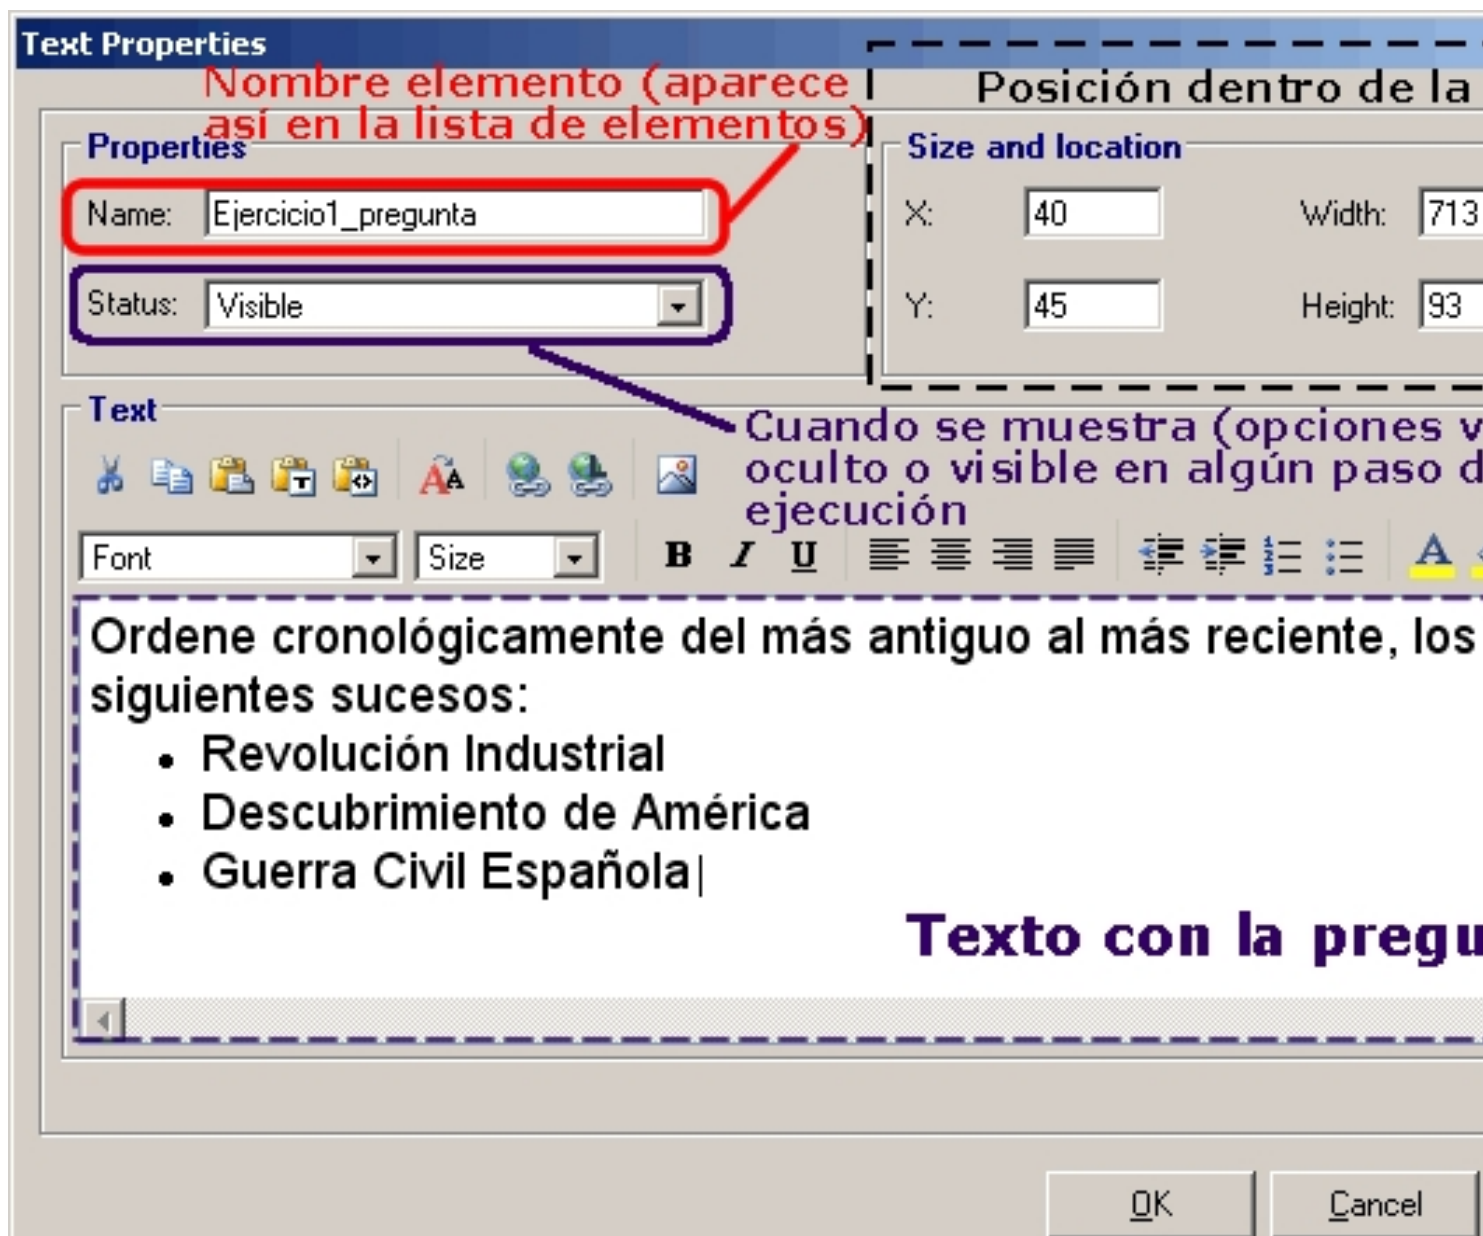 Text Properties
Nombre elemento (aparece
así en la lista de elementos)
Posición dentro de la
Properties
Name: Ejercicio1_pregunta
Status: Visible
Size and location
X: 40 Width: 713
Y: 45 Height: 93
Text
Cuando se muestra (opciones
oculto o visible en algún paso
ejecución
Font Size B I U A
Ordene cronológicamente del más antiguo al más reciente, los
siguientes sucesos:
• Revolución Industrial
• Descubrimiento de América
• Guerra Civil Española
Texto con la
OK Cancel